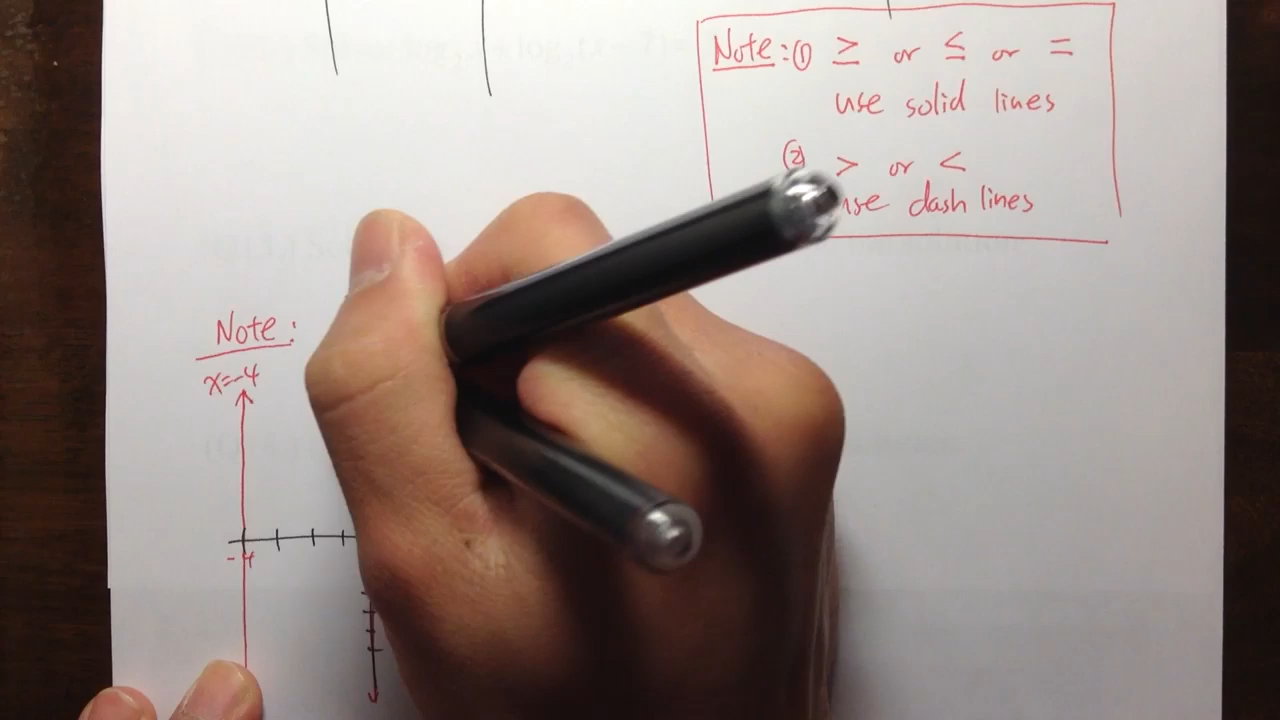 Note: ① ≥ or ≤ or =
use solid lines
② > or <
use dash lines
Note:
x=-4
-4